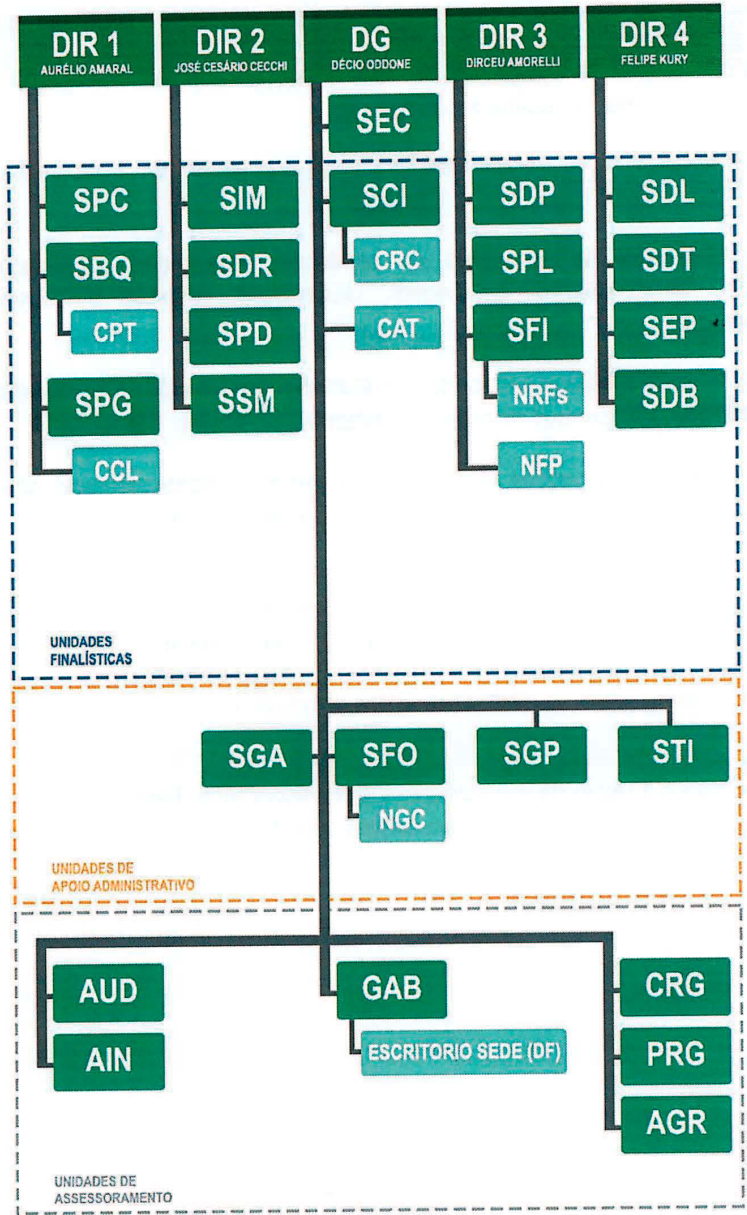 DIR 1
AURÉLIO AMARAL
DIR 2
JOSÉ CESÁRIO CECCHI
DG
DÉCIO ODDONE
DIR 3
DIRCEU AMORELLI
DIR 4
FELIPE KURY
SEC
SPC
SBQ
CPT
SPG
CCL
SIM
SDR
SPD
SSM
SCI
CRC
CAT
SDP
SPL
SFI
NRFs
NFP
SDL
SDT
SEP
SDB
UNIDADES
FINALÍSTICAS
SGA
SFO
SGP
STI
NGC
UNIDADES DE
APOIO ADMINISTRATIVO
AUD
AIN
GAB
ESCRITORIO SEDE (DF)
CRG
PRG
AGR
UNIDADES DE
ASSESSORAMENTO